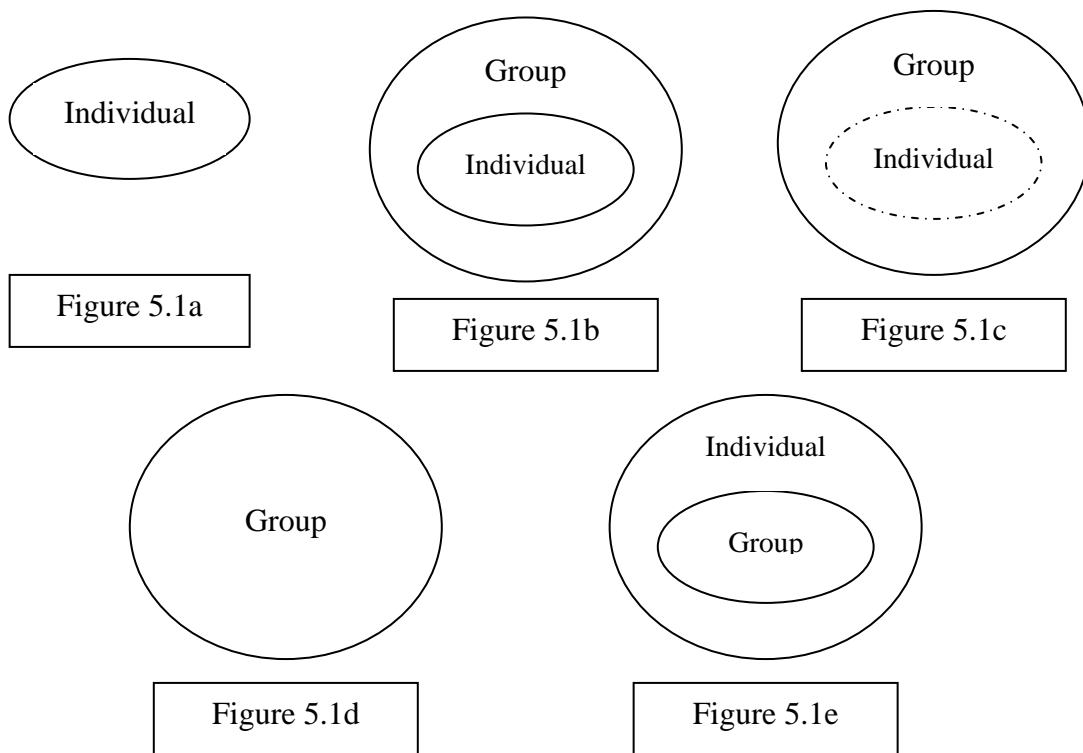 Individual
Figure 5.1a
Group
Individual
Figure 5.1b
Group
Individual
Figure 5.1c
Group
Figure 5.1d
Individual
Group
Figure 5.1e